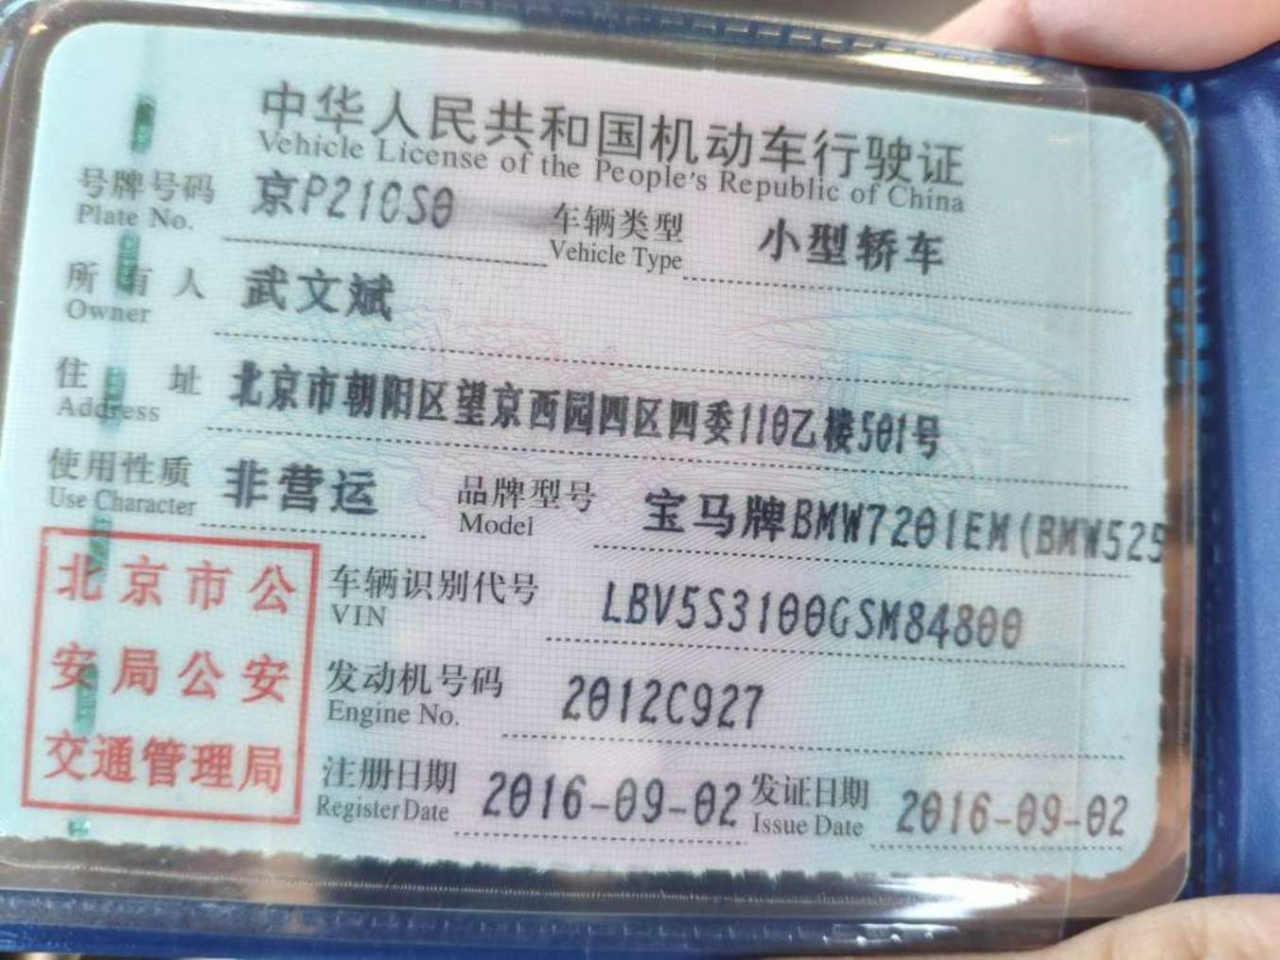 中华人民共和国机动车行驶证
Vehicle License of the People's Republic of China
号牌号码 京P210S0 车辆类型 小型轿车
Plate No. Vehicle Type
所有人 武文斌
Owner
住址 北京市朝阳区望京西园四区四委110乙楼501号
Address
使用性质 非营运 品牌型号 宝马牌BMW7201EM(BMW525
Use Character Model
北京市公
安局公安
交通管理局
车辆识别代号 LBV5S3100GSM84800
VIN
发动机号码 2012C927
Engine No.
注册日期 2016-09-02 发证日期 2016-09-02
Register Date Issue Date